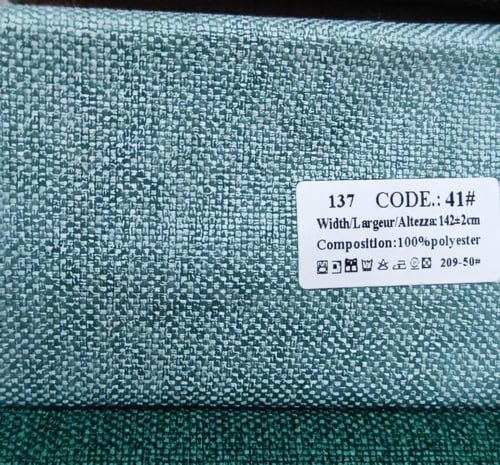 137 CODE.: 41#
Width/Largeur/Altezza: 142±2cm
Composition:100%polyester
209-50#